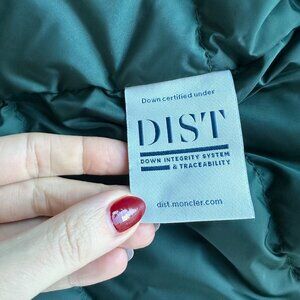 Down certified under
DIST
DOWN INTEGRITY SYSTEM
& TRACEABILITY
dist.moncler.com